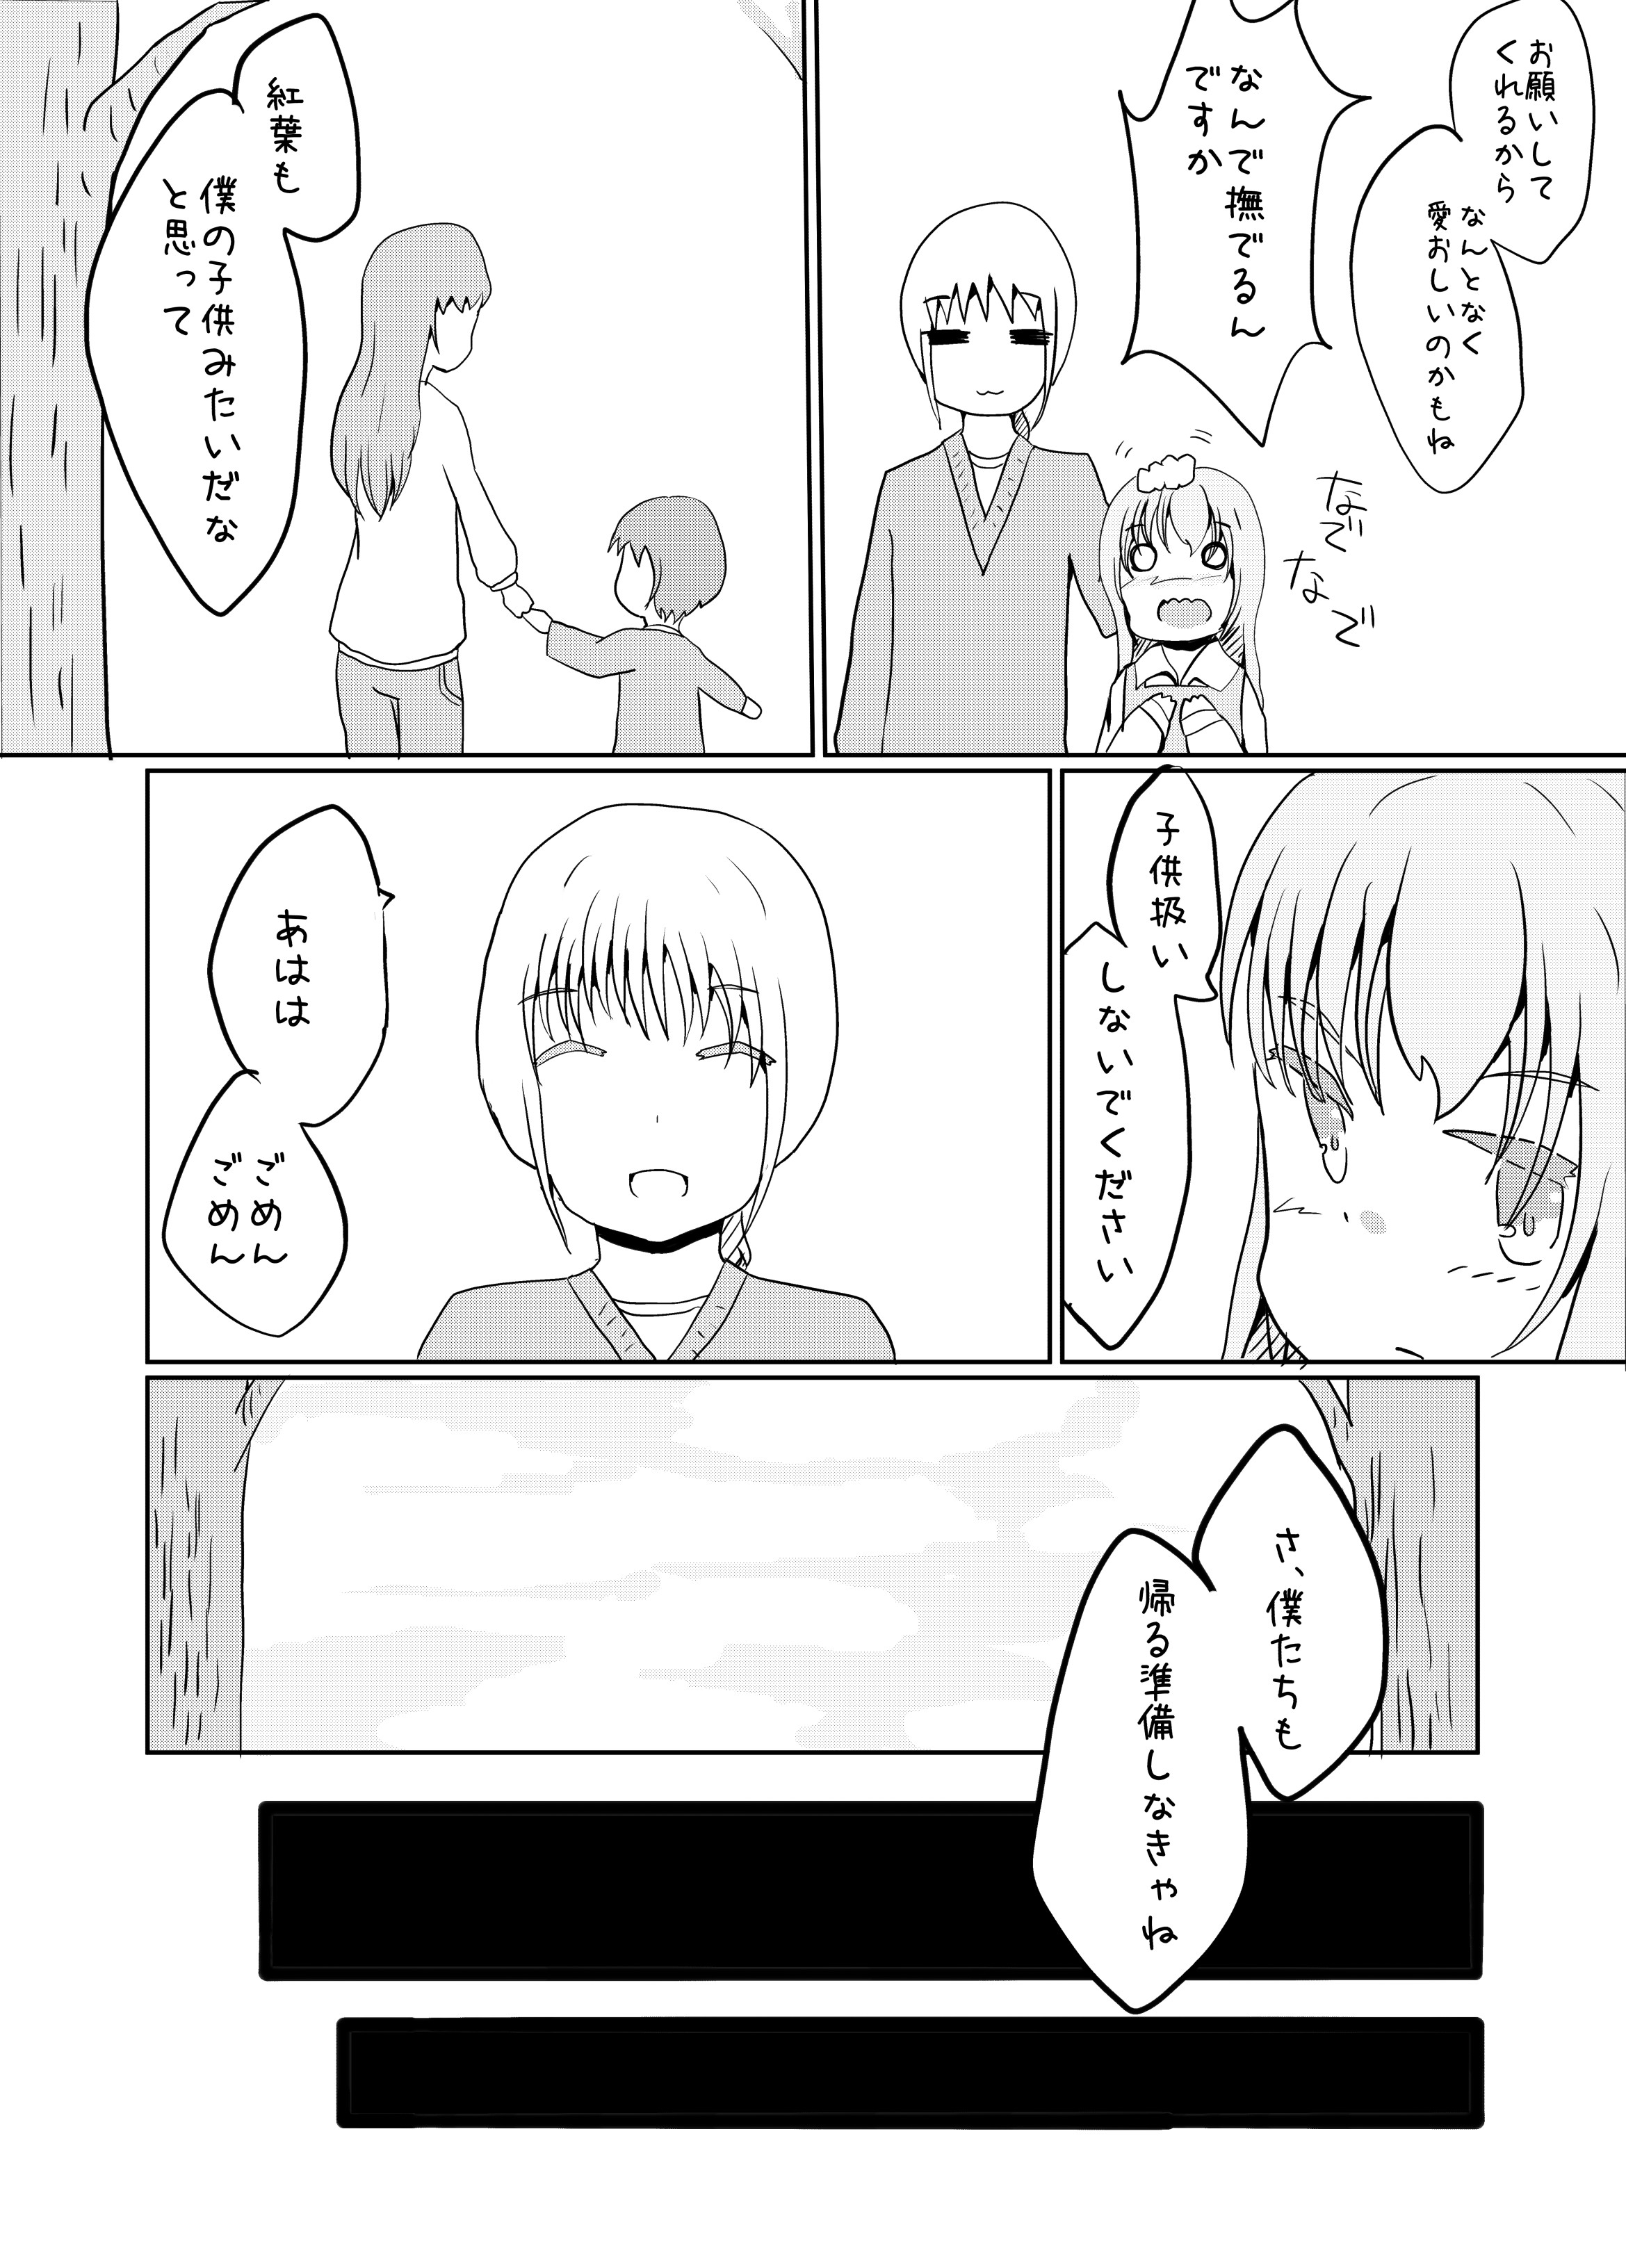 お願いして
くれるから
なんとなく
愛おしいのかもね
なんで撫でるん
ですか
なでなで
紅葉も
僕の子供みたいだな
と思って
子供扱い
しないでください
あはは
ごめん
ごめん
さ、僕たちも
帰る準備しなきゃね